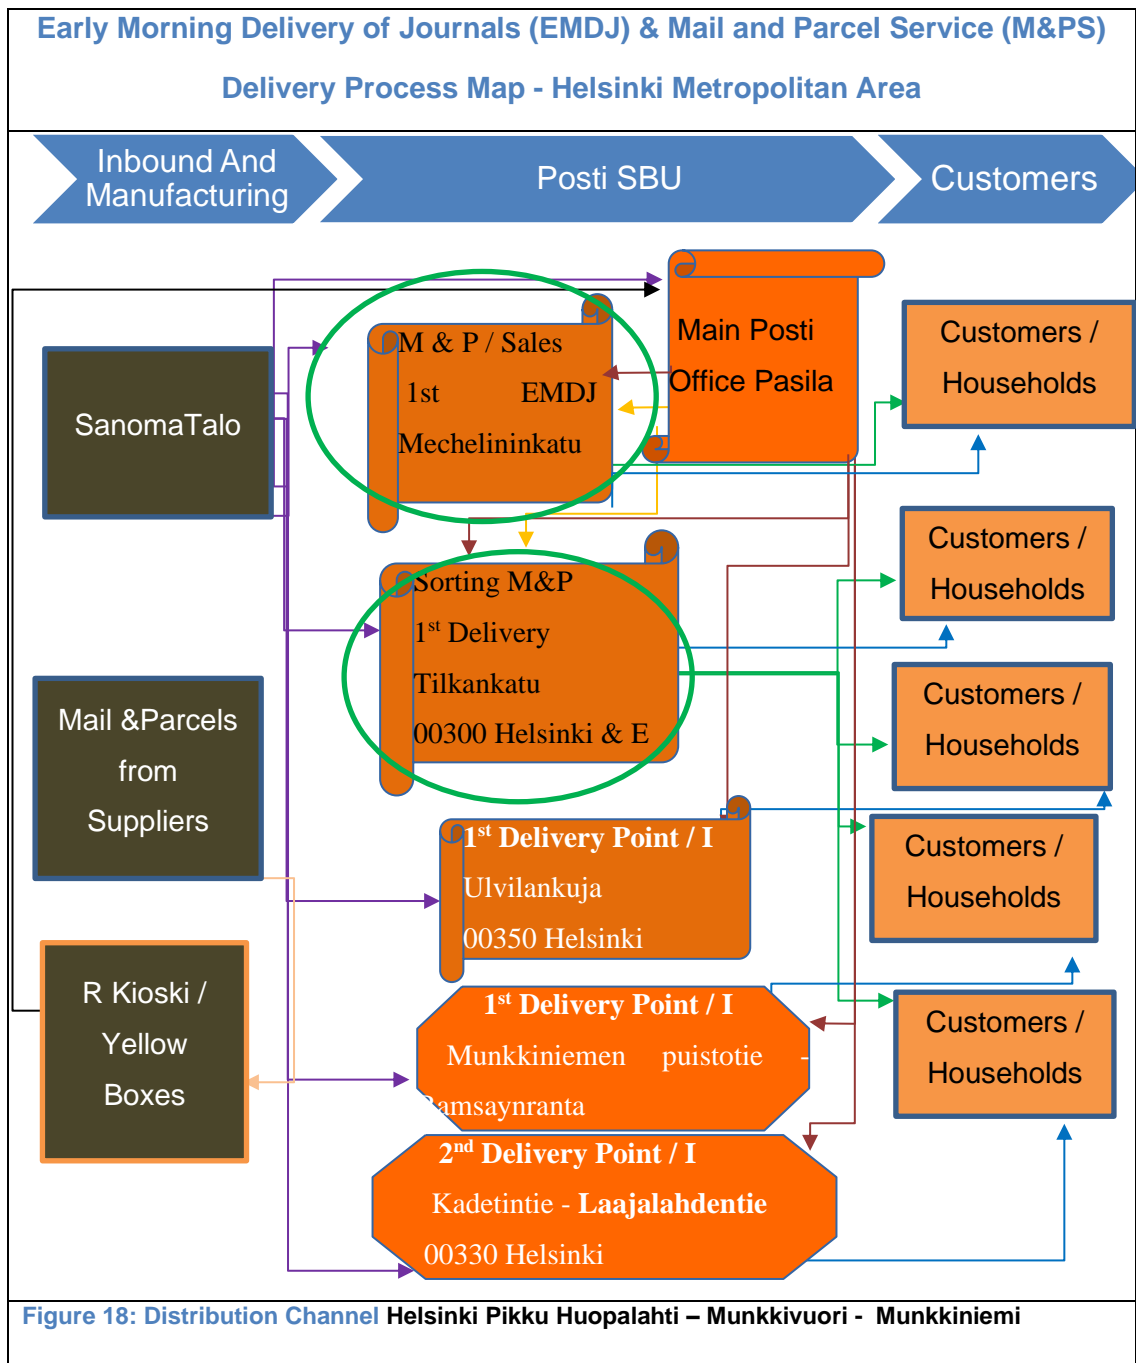 Early Morning Delivery of Journals (EMDJ) & Mail and Parcel Service (M&PS)
Delivery Process Map - Helsinki Metropolitan Area
Inbound And
Manufacturing
Posti SBU
Customers
SanomaTalo
Mail &Parcels
from
Suppliers
R Kioski /
Yellow
Boxes
M & P / Sales
1st EMDJ
Mechelininkatu
Main Posti
Office Pasila
Sorting M&P
1st Delivery
Tilkankatu
00300 Helsinki & E
1st Delivery Point / I
Ulvilankuja
00350 Helsinki
1st Delivery Point / I
Munkkiniemen puistotie -
Ramsaynranta
2nd Delivery Point / I
Kadetintie - Laajalahdentie
00330 Helsinki
Customers /
Households
Customers /
Households
Customers /
Households
Customers /
Households
Customers /
Households
Figure 18: Distribution Channel Helsinki Pikku Huopalahti – Munkkivuori - Munkkiniemi